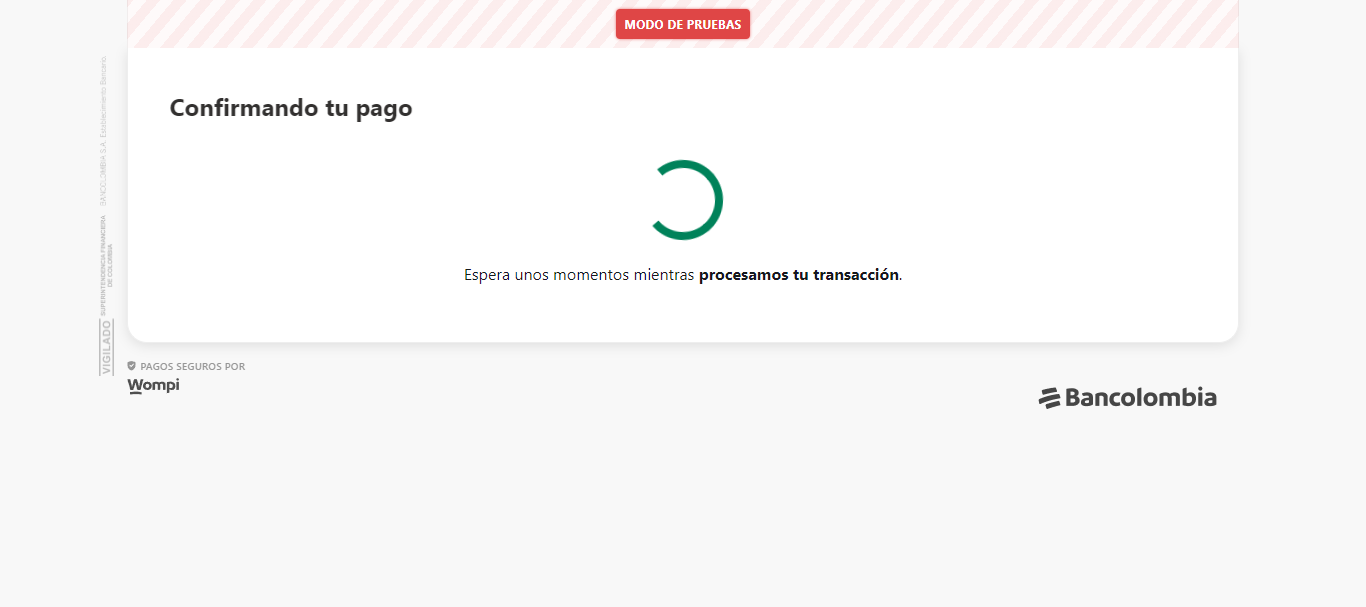 MODO DE PRUEBAS
Confirmando tu pago
Espera unos momentos mientras procesamos tu transacción.
BANCOLOMBIA S.A. Establecimiento Bancario
SUPERINTENDENCIA FINANCIERA
DE COLOMBIA
VIGILADO
PAGOS SEGUROS POR
Wompi
Bancolombia